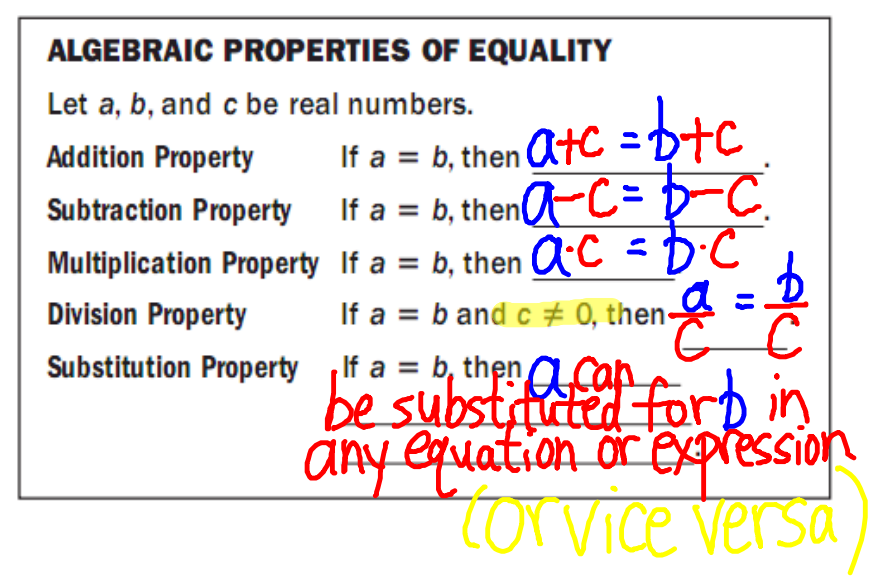 ALGEBRAIC PROPERTIES OF EQUALITY
Let a, b, and c be real numbers.
Addition Property If a = b, then a+c = b+c.
Subtraction Property If a = b, then a-c = b-c.
Multiplication Property If a = b, then a·c = b·c
Division Property If a = b and c ≠ 0, then a/c = b/c.
Substitution Property If a = b, then a can
be substituted for b in
any equation or expression.
(or vice versa)